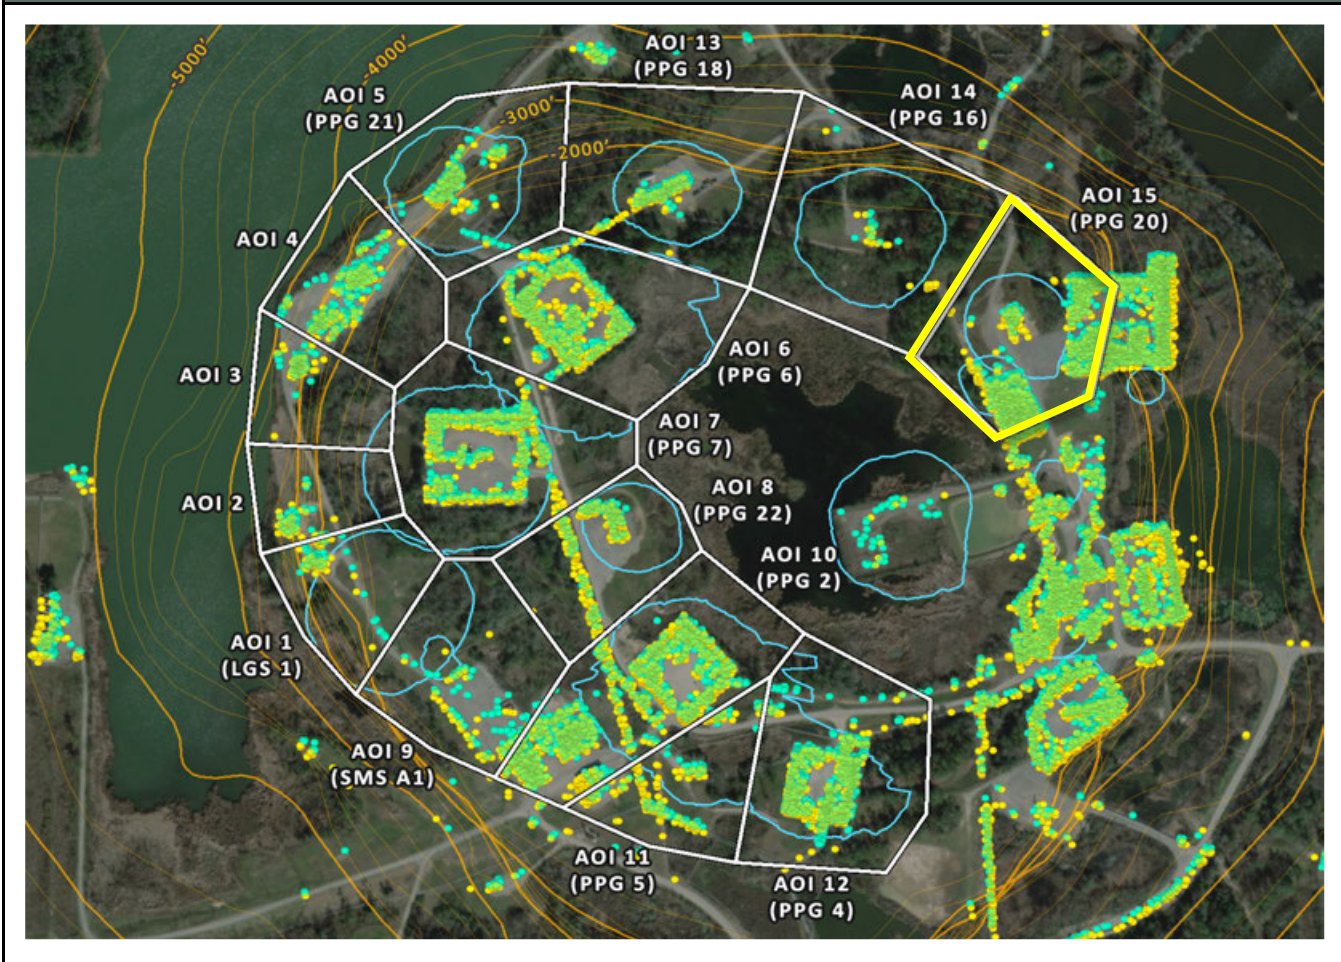 -5000'
-4000'
-3000'
-2000'
AOI 13
(PPG 18)
AOI 5
(PPG 21)
AOI 14
(PPG 16)
AOI 15
(PPG 20)
AOI 4
AOI 3
AOI 6
(PPG 6)
AOI 7
(PPG 7)
AOI 2
AOI 8
(PPG 22)
AOI 10
(PPG 2)
AOI 1
(LGS 1)
AOI 9
(SMS A1)
AOI 11
(PPG 5)
AOI 12
(PPG 4)